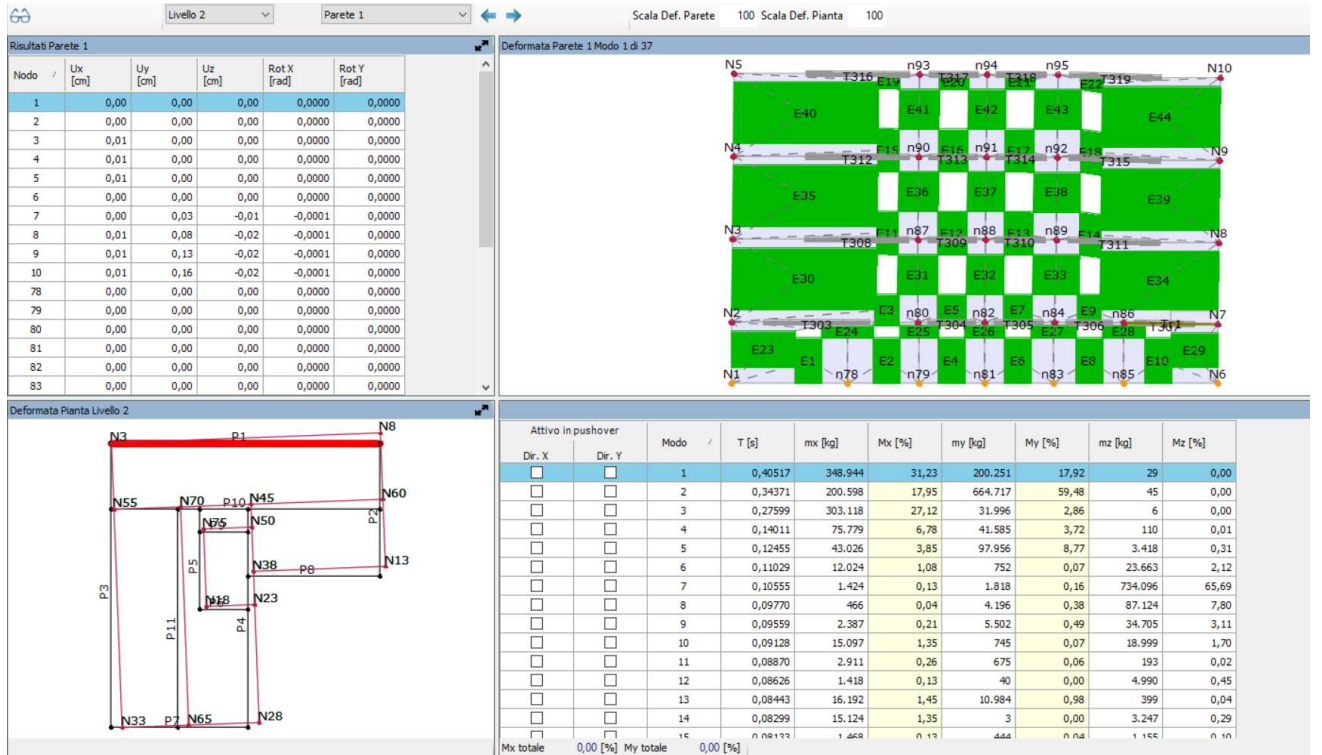 Livello 2 Parete 1 Scala Def. Parete 100 Scala Def. Pianta 100
Risultati Parete 1
Nodo / Ux [cm] Uy [cm] Uz [cm] Rot X [rad] Rot Y [rad]
1 0,00 0,00 0,00 0,0000 0,0000
2 0,00 0,00 0,00 0,0000 0,0000
3 0,01 0,00 0,00 0,0000 0,0000
4 0,01 0,00 0,00 0,0000 0,0000
5 0,01 0,00 0,00 0,0000 0,0000
6 0,00 0,00 0,00 0,0000 0,0000
7 0,00 0,03 -0,01 -0,0001 0,0000
8 0,01 0,08 -0,02 -0,0001 0,0000
9 0,01 0,13 -0,02 -0,0001 0,0000
10 0,01 0,16 -0,02 -0,0001 0,0000
78 0,00 0,00 0,00 0,0000 0,0000
79 0,00 0,00 0,00 0,0000 0,0000
80 0,00 0,00 0,00 0,0000 0,0000
81 0,00 0,00 0,00 0,0000 0,0000
82 0,00 0,00 0,00 0,0000 0,0000
83 0,00 0,00 0,00 0,0000 0,0000
Deformata Parete 1 Modo 1 di 37
N5 n93 n94 n95 N10
T316 E19 T317 E20 T318 E21 E22 T319
E40 E41 E42 E43 E44
N4 E15 n90 E16 n91 E17 n92 E18 N9
T312 T313 T314 T315
E35 E36 E37 E38 E39
N3 E11 n87 E12 n88 E13 n89 E14 N8
T308 T309 T310 T311
E30 E31 E32 E33 E34
N2 E3 n80 E5 n82 E7 n84 E9 n86 N7
T303 E24 E25 T304 E26 T305 E27 T306 E28
E23 E1 E2 E4 E6 E8 E10 E29
N1 n78 n79 n81 n83 n85 N6
Deformata Pianta Livello 2
N3 P1 N8
N55 N70 P10 N45 N60
N75 N50 P2
P5 N38 P8 N13
P3 N18 N23
P11 P4
N33 P7 N65 N28
Attivo in pushover
Dir. X Dir. Y Modo / T [s] mx [kg] Mx [%] my [kg] My [%] mz [kg] Mz [%]
1 0,40517 348.944 31,23 200.251 17,92 29 0,00
2 0,34371 200.598 17,95 664.717 59,48 45 0,00
3 0,27599 303.118 27,12 31.996 2,86 6 0,00
4 0,14011 75.779 6,78 41.585 3,72 110 0,01
5 0,12455 43.026 3,85 97.956 8,77 3.418 0,31
6 0,11029 12.024 1,08 752 0,07 23.663 2,12
7 0,10555 1.424 0,13 1.818 0,16 734.096 65,69
8 0,09770 466 0,04 4.196 0,38 87.124 7,80
9 0,09559 2.387 0,21 5.502 0,49 34.705 3,11
10 0,09128 15.097 1,35 745 0,07 18.999 1,70
11 0,08870 2.911 0,26 675 0,06 193 0,02
12 0,08626 1.418 0,13 40 0,00 4.990 0,45
13 0,08443 16.192 1,45 10.984 0,98 399 0,04
14 0,08299 15.124 1,35 3 0,00 3.247 0,29
15 0,08133 1.468 0,13 444 0,04 1.155 0,10
Mx totale 0,00 [%] My totale 0,00 [%]